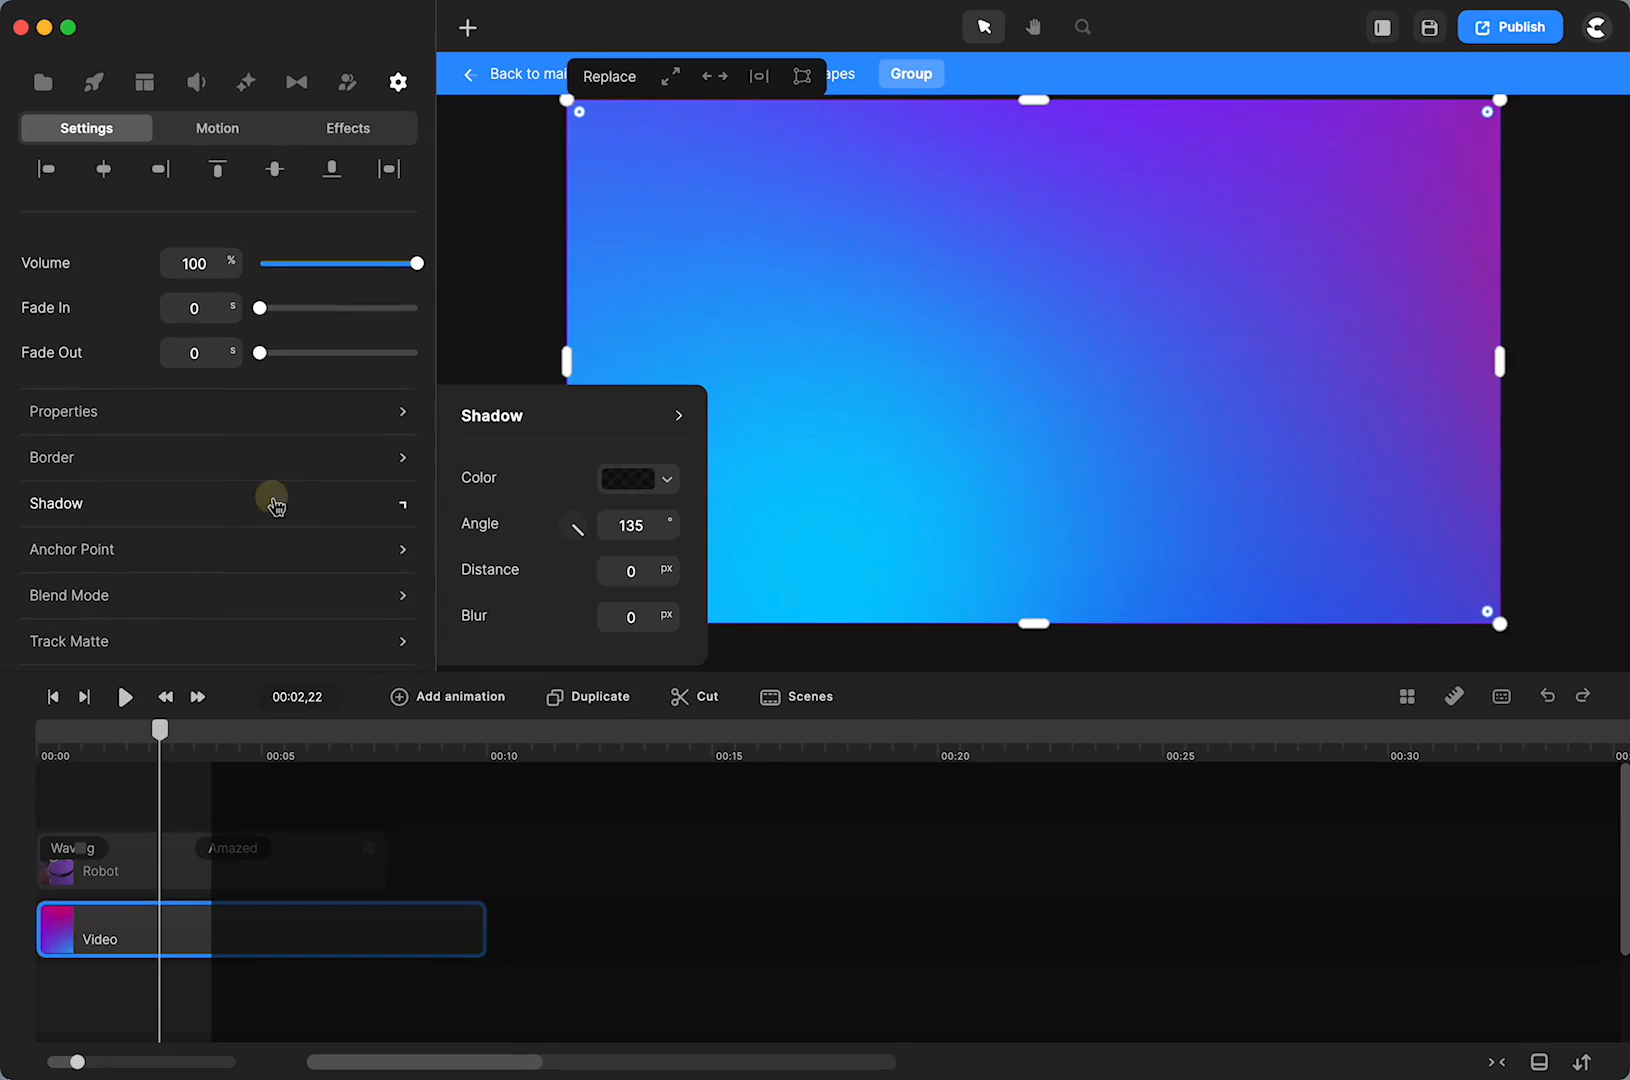 Publish
Back to mai
Replace
apes
Group
Settings
Motion
Effects
Volume
100 %
Fade In
0 s
Fade Out
0 s
Properties
Border
Shadow
Anchor Point
Blend Mode
Track Matte
Shadow
Color
Angle
135 °
Distance
0 px
Blur
0 px
00:02,22
Add animation
Duplicate
Cut
Scenes
00:00
00:05
00:10
00:15
00:20
00:25
00:30
00:
Amazed
Robot
Video